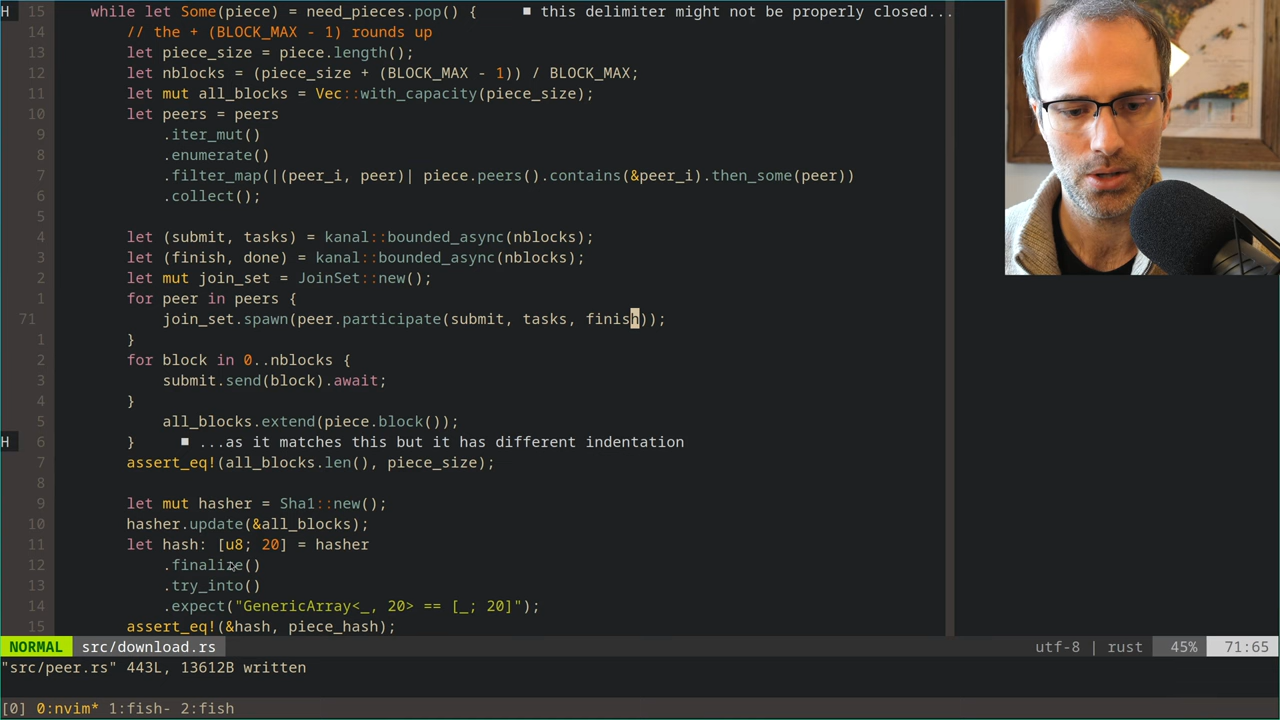 H 15 while let Some(piece) = need_pieces.pop() { ■ this delimiter might not be properly closed...
14 // the + (BLOCK_MAX - 1) rounds up
13 let piece_size = piece.length();
12 let nblocks = (piece_size + (BLOCK_MAX - 1)) / BLOCK_MAX;
11 let mut all_blocks = Vec::with_capacity(piece_size);
10 let peers = peers
9 .iter_mut()
8 .enumerate()
7 .filter_map(|(peer_i, peer)| piece.peers().contains(&peer_i).then_some(peer))
6 .collect();
5
4 let (submit, tasks) = kanal::bounded_async(nblocks);
3 let (finish, done) = kanal::bounded_async(nblocks);
2 let mut join_set = JoinSet::new();
1 for peer in peers {
71 join_set.spawn(peer.participate(submit, tasks, finish));
1 }
2 for block in 0..nblocks {
3 submit.send(block).await;
4 }
5 all_blocks.extend(piece.block());
H 6 } ■ ...as it matches this but it has different indentation
7 assert_eq!(all_blocks.len(), piece_size);
8
9 let mut hasher = Sha1::new();
10 hasher.update(&all_blocks);
11 let hash: [u8; 20] = hasher
12 .finalize()
13 .try_into()
14 .expect("GenericArray<_, 20> == [_; 20]");
15 assert_eq!(&hash, piece_hash);
NORMAL src/download.rs utf-8 | rust 45% 71:65
"src/peer.rs" 443L, 13612B written
[0] 0:nvim* 1:fish- 2:fish